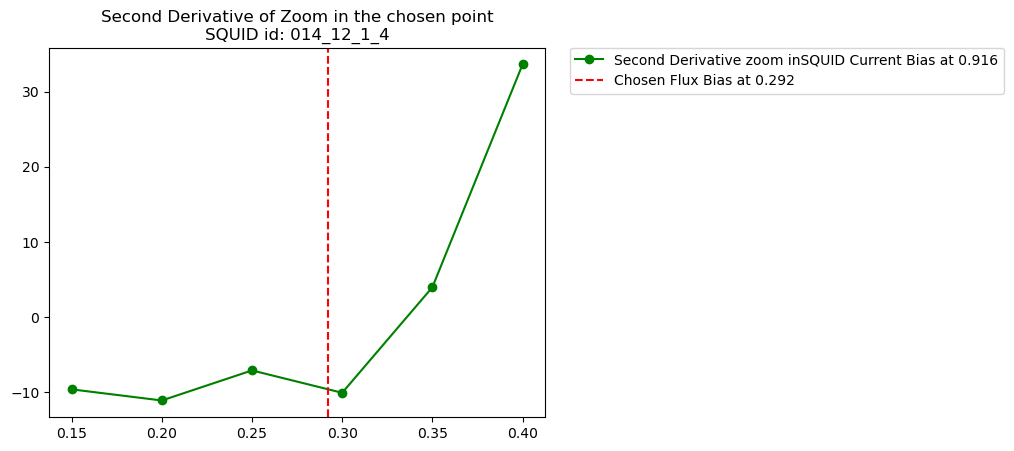 Second Derivative of Zoom in the chosen point
SQUID id: 014_12_1_4
Second Derivative zoom inSQUID Current Bias at 0.916
Chosen Flux Bias at 0.292
30
20
10
0
−10
0.15 0.20 0.25 0.30 0.35 0.40